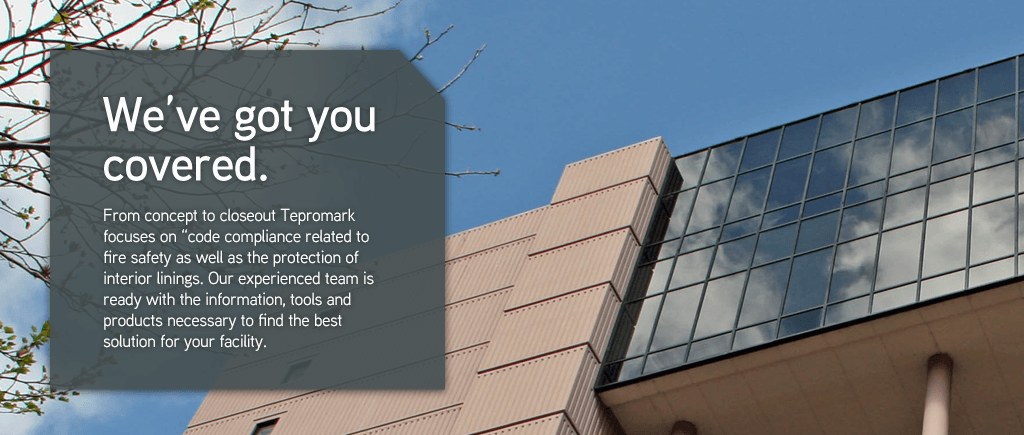 We've got you
covered.
From concept to closeout Tepromark
focuses on “code compliance related to
fire safety as well as the protection of
interior linings. Our experienced team is
ready with the information, tools and
products necessary to find the best
solution for your facility.